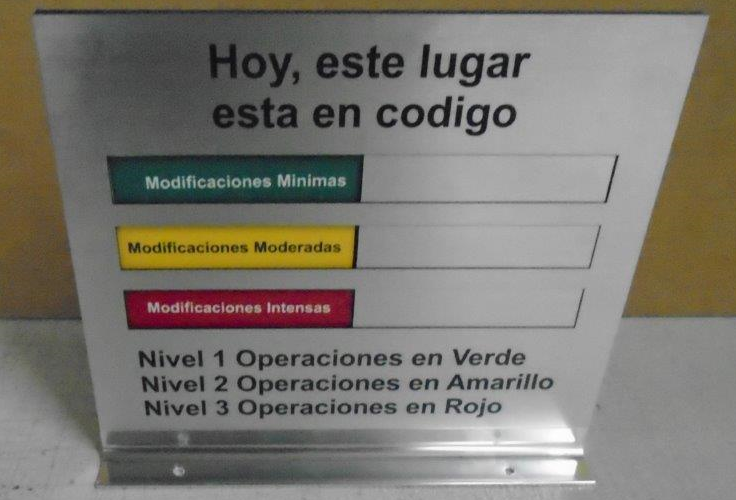 Hoy, este lugar
esta en codigo
Modificaciones Minimas
Modificaciones Moderadas
Modificaciones Intensas
Nivel 1 Operaciones en Verde
Nivel 2 Operaciones en Amarillo
Nivel 3 Operaciones en Rojo